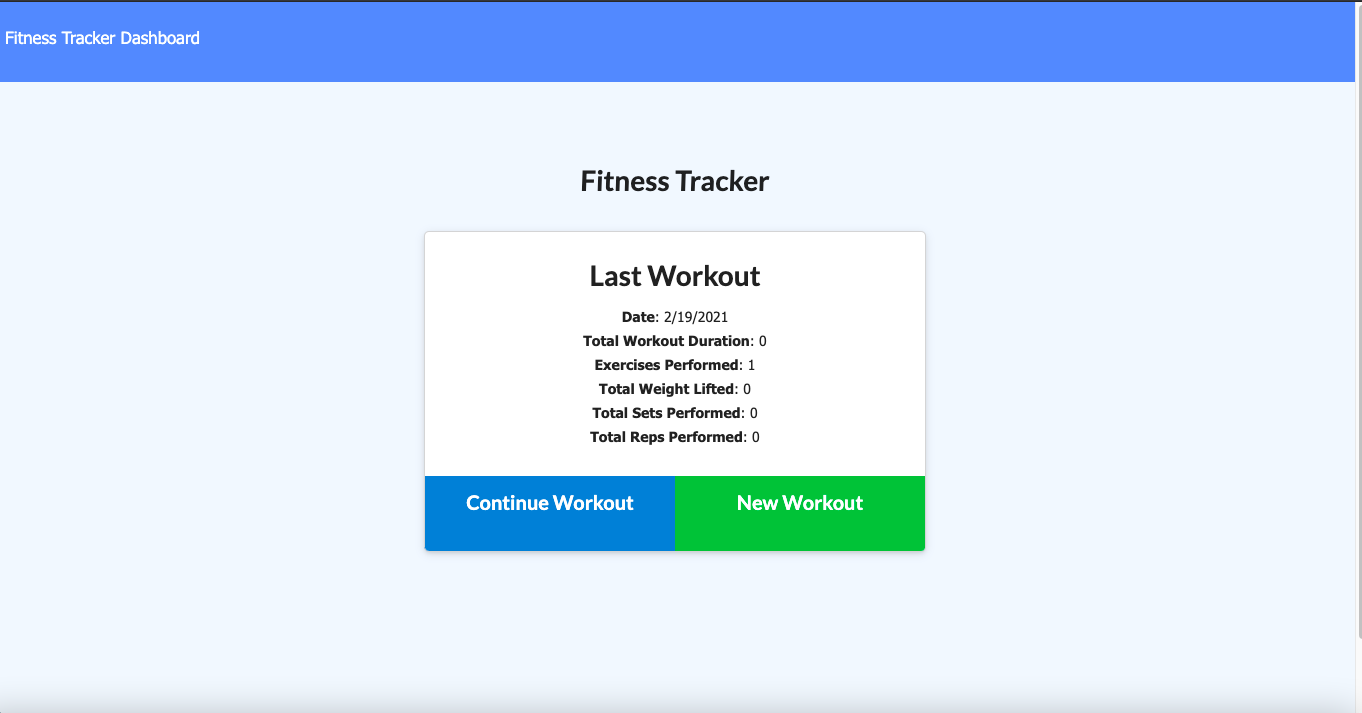 Fitness Tracker Dashboard
Fitness Tracker
Last Workout
Date: 2/19/2021
Total Workout Duration: 0
Exercises Performed: 1
Total Weight Lifted: 0
Total Sets Performed: 0
Total Reps Performed: 0
Continue Workout New Workout